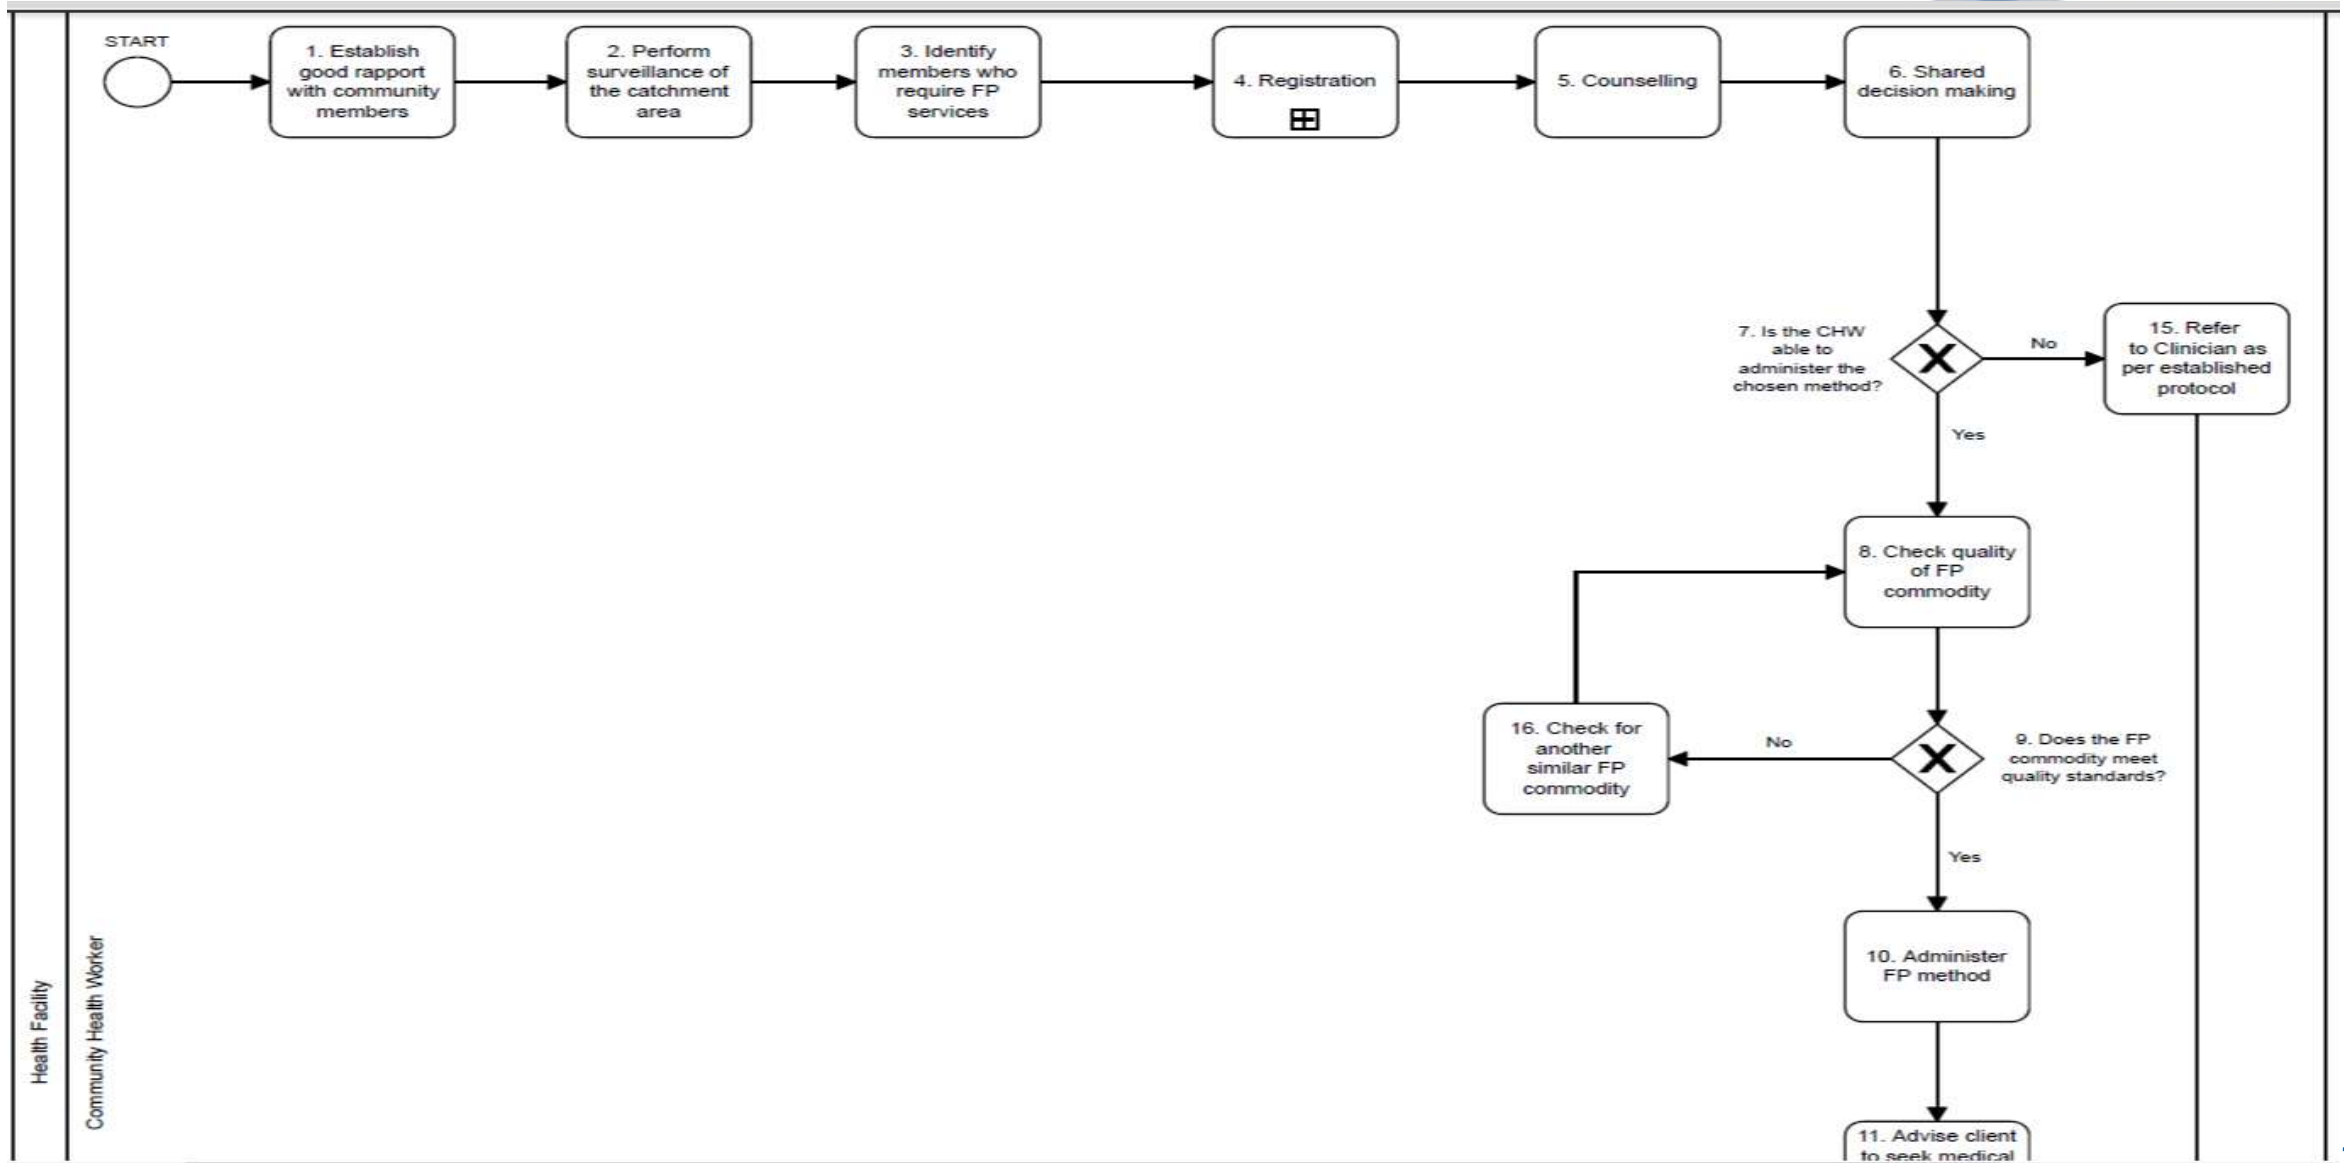 START
1. Establish
good rapport
with community
members
2. Perform
surveillance of
the catchment
area
3. Identify
members who
require FP
services
4. Registration
5. Counselling
6. Shared
decision making
7. Is the CHW
able to
administer the
chosen method?
No
15. Refer
to Clinician as
per established
protocol
Yes
8. Check quality
of FP
commodity
16. Check for
another
similar FP
commodity
No
9. Does the FP
commodity meet
quality standards?
Yes
10. Administer
FP method
11. Advise client
to seek medical
Health Facility
Community Health Worker